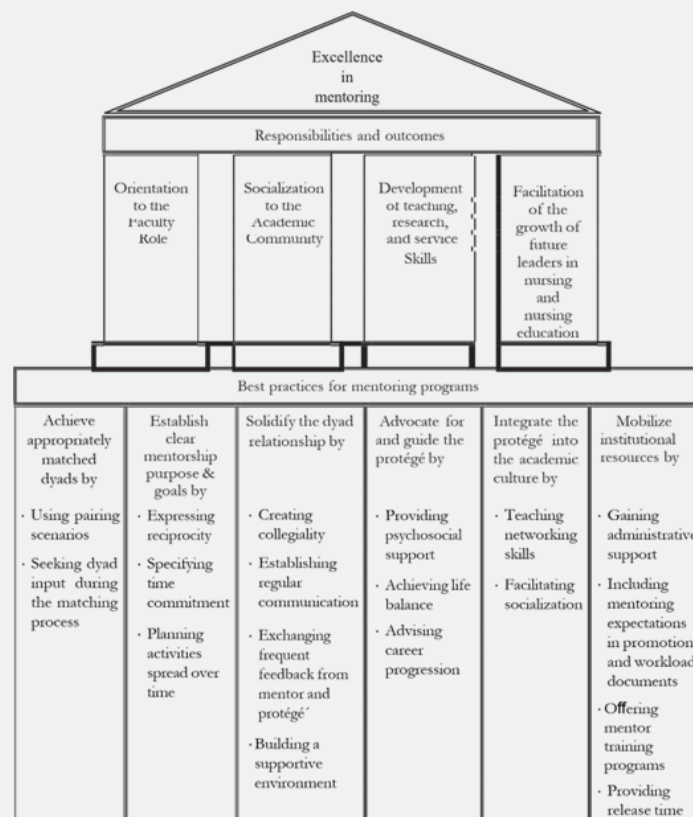 Excellence
in
mentoring
Responsibilities and outcomes
Orientation
to the
Faculty
Role
Socialization
to the
Academic
Community
Development
of teaching,
research,
and service
Skills
Facilitation
of the
growth of
future
leaders in
nursing
and
nursing
education
Best practices for mentoring programs
Achieve
appropriately
matched
dyads by
· Using pairing
scenarios
· Seeking dyad
input during
the matching
process
Establish
clear
mentorship
purpose &
goals by
· Expressing
reciprocity
· Specifying
time
commitment
· Planning
activities
spread over
time
Solidify the dyad
relationship by
· Creating
collegiality
· Establishing
regular
communication
· Exchanging
frequent
feedback from
mentor and
protégé´
· Building a
supportive
environment
Advocate for
and guide the
protégé by
· Providing
psychosocial
support
· Achieving life
balance
· Advising
career
progression
Integrate the
protégé into
the academic
culture by
· Teaching
networking
skills
· Facilitating
socialization
Mobilize
institutional
resources by
· Gaining
administrative
support
· Including
mentoring
expectations
in promotion
and workload
documents
· Offering
mentor
training
programs
· Providing
release time